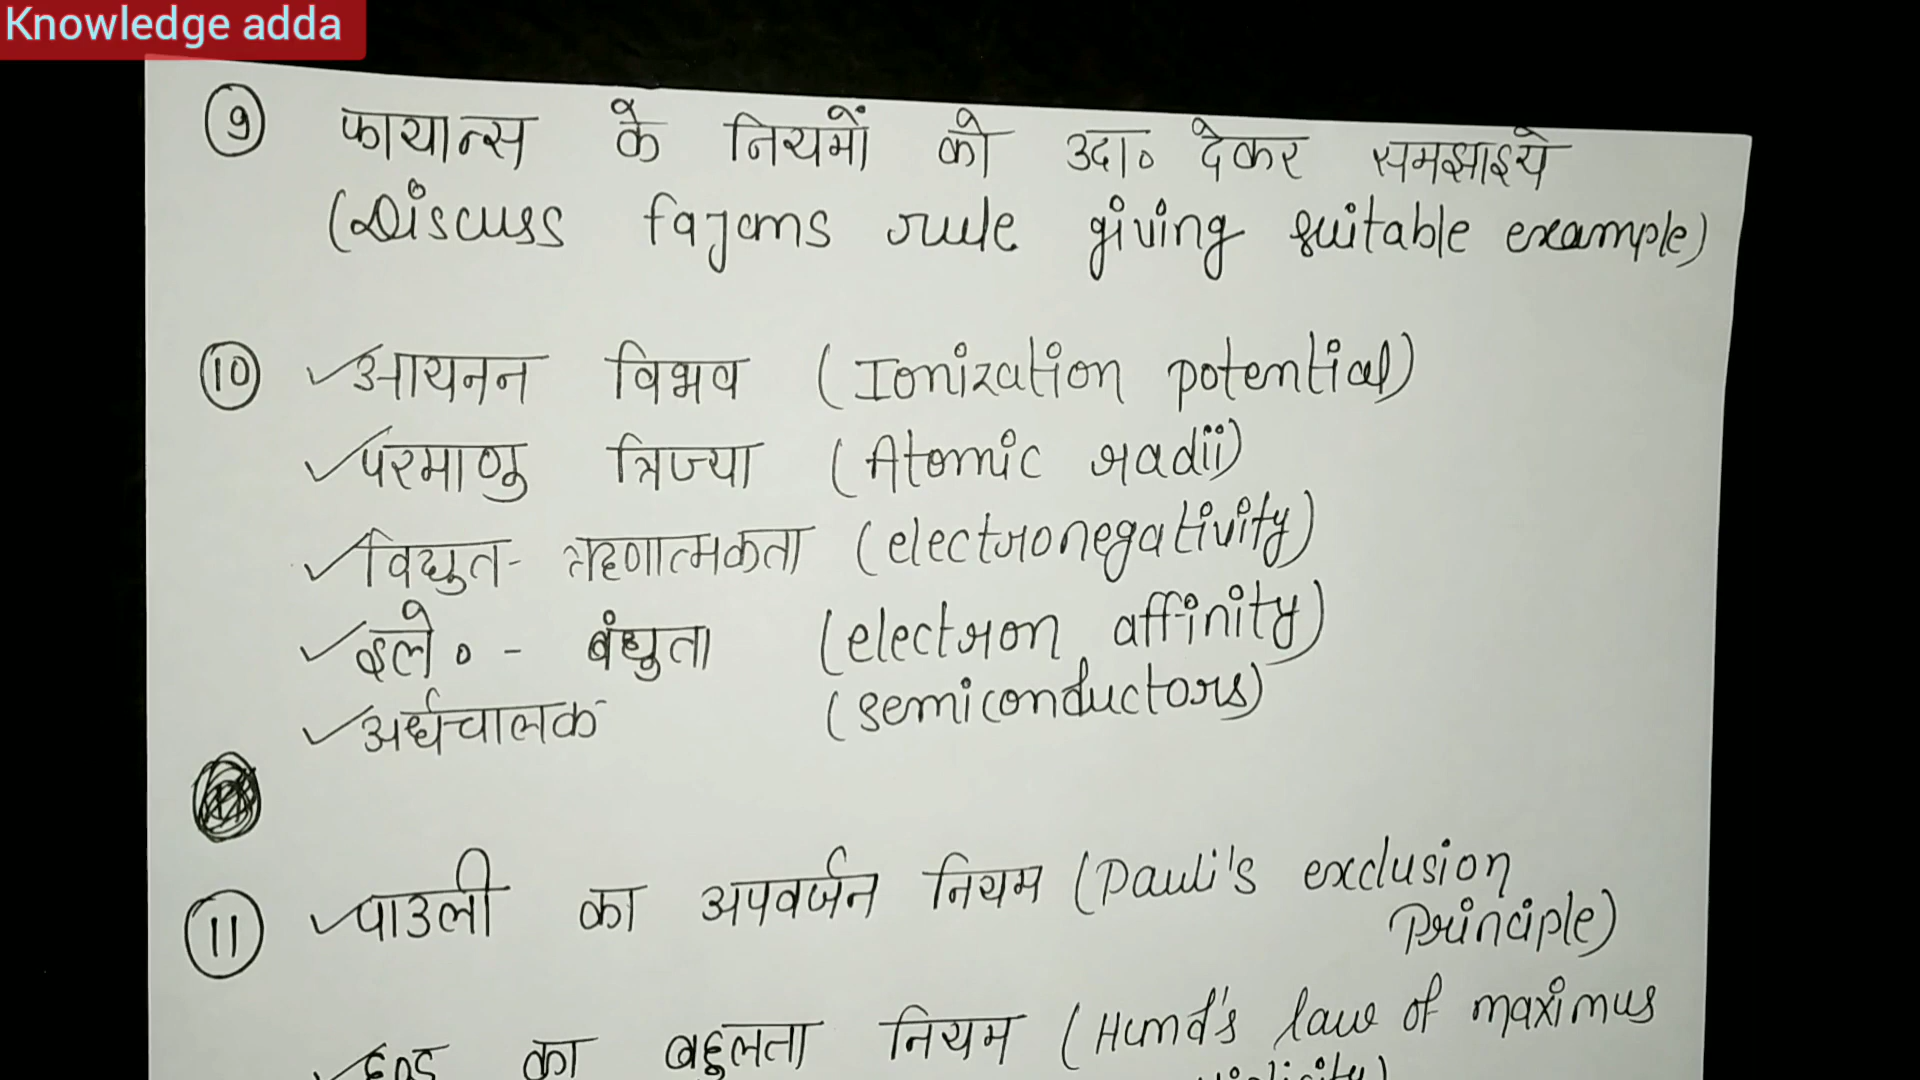 Knowledge adda
9 फायान्स के नियमों को उदा० देकर समझाइये
(Discuss fajans rule giving suitable example)
10 आयनन विभव (Ionization potential)
परमाणु त्रिज्या (Atomic radii)
विद्युत- ऋणात्मकता (electronegativity)
इले० - बंधुता (electron affinity)
अर्धचालक (semiconductors)
11 पाउली का अपवर्जन नियम (Pauli's exclusion
Principle)
हुण्ड का बहुलता नियम (Hund's law of maximus